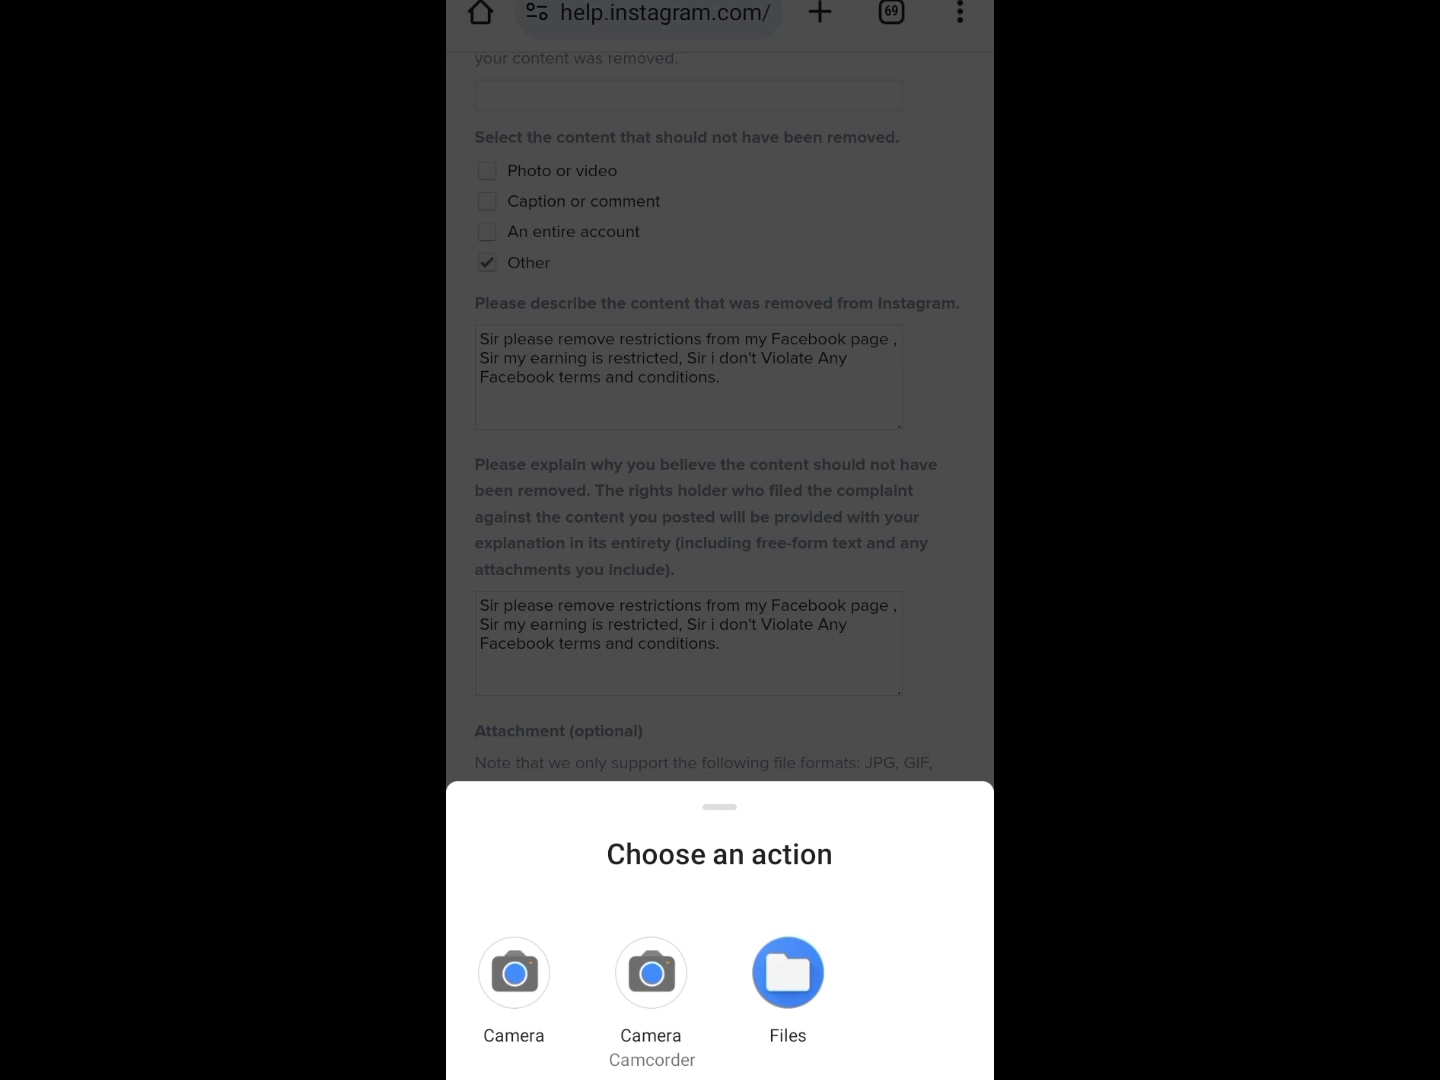 help.instagram.com/
69
your content was removed.
Select the content that should not have been removed.
Photo or video
Caption or comment
An entire account
Other
Please describe the content that was removed from Instagram.
Sir please remove restrictions from my Facebook page ,
Sir my earning is restricted, Sir i don't Violate Any
Facebook terms and conditions.
Please explain why you believe the content should not have
been removed. The rights holder who filed the complaint
against the content you posted will be provided with your
explanation in its entirety (including free-form text and any
attachments you include).
Sir please remove restrictions from my Facebook page ,
Sir my earning is restricted, Sir i don't Violate Any
Facebook terms and conditions.
Attachment (optional)
Note that we only support the following file formats: JPG, GIF,
Choose an action
Camera
Camera
Files
Camcorder